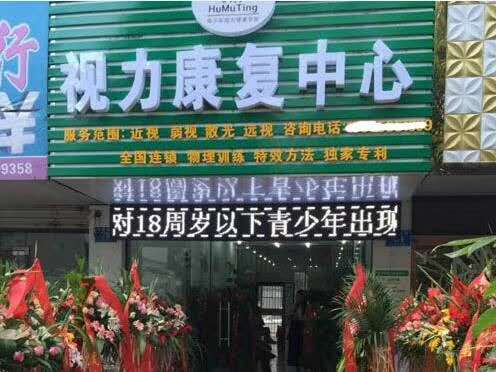 HuMuTing
视力康复中心
服务范围:近视 弱视 散光 远视 咨询电话
全国连锁 物理训练 特效方法 独家专利
对18周岁以下青少年出现
行
9358